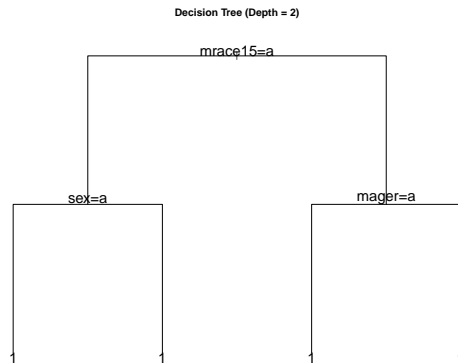 Decision Tree (Depth = 2)
mrace15=a
sex=a mager=a
1 1 1